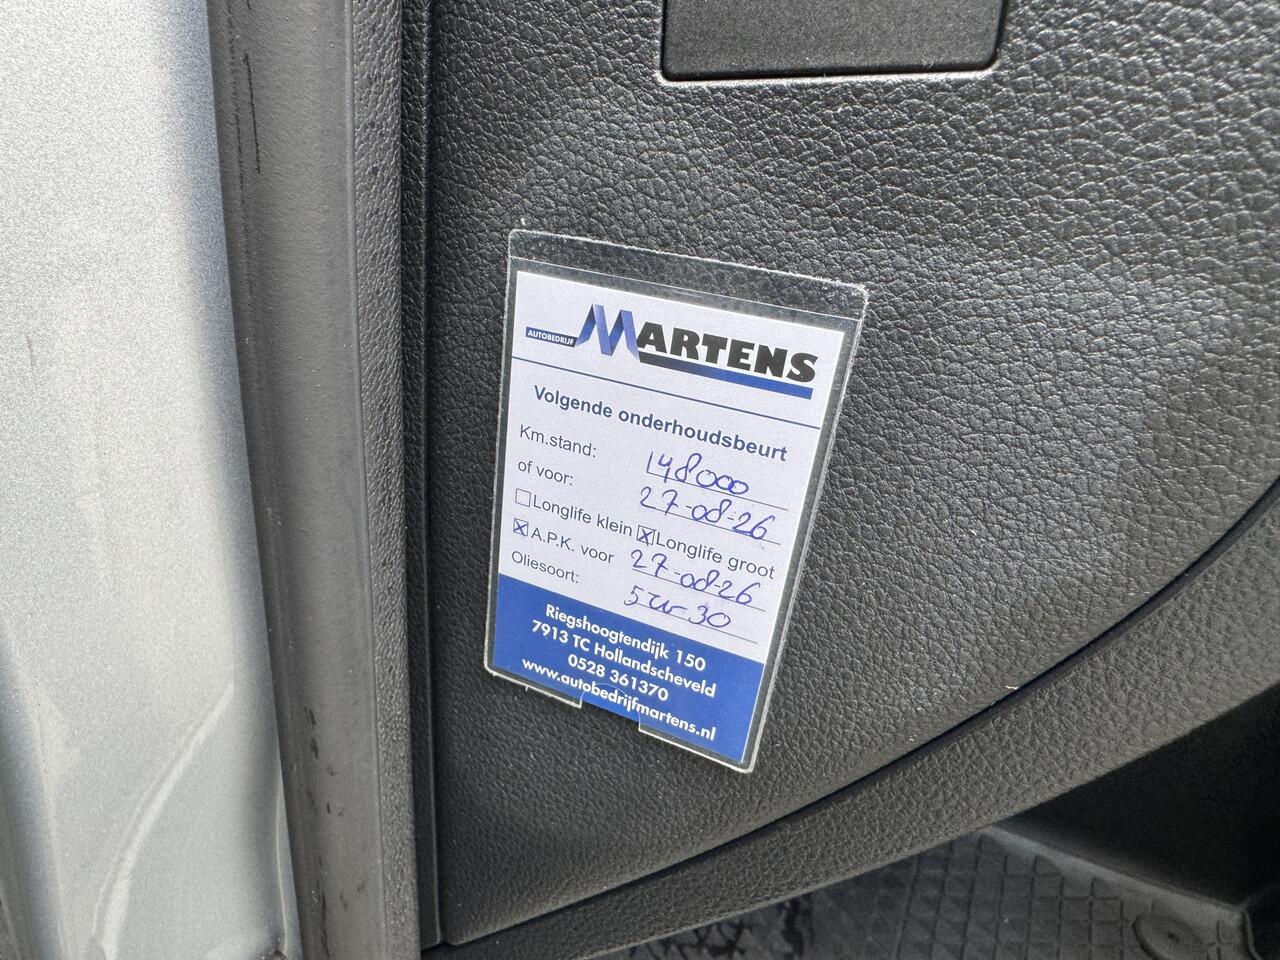 AUTOBEDRIJF MARTENS
Volgende onderhoudsbeurt
Km.stand: 148000
of voor: 27-08-26
Longlife klein Longlife groot
A.P.K. voor 27-08-26
Oliesoort: 5w-30
Riegshoogtendijk 150
7913 TC Hollandscheveld
0528 361370
www.autobedrijfmartens.nl